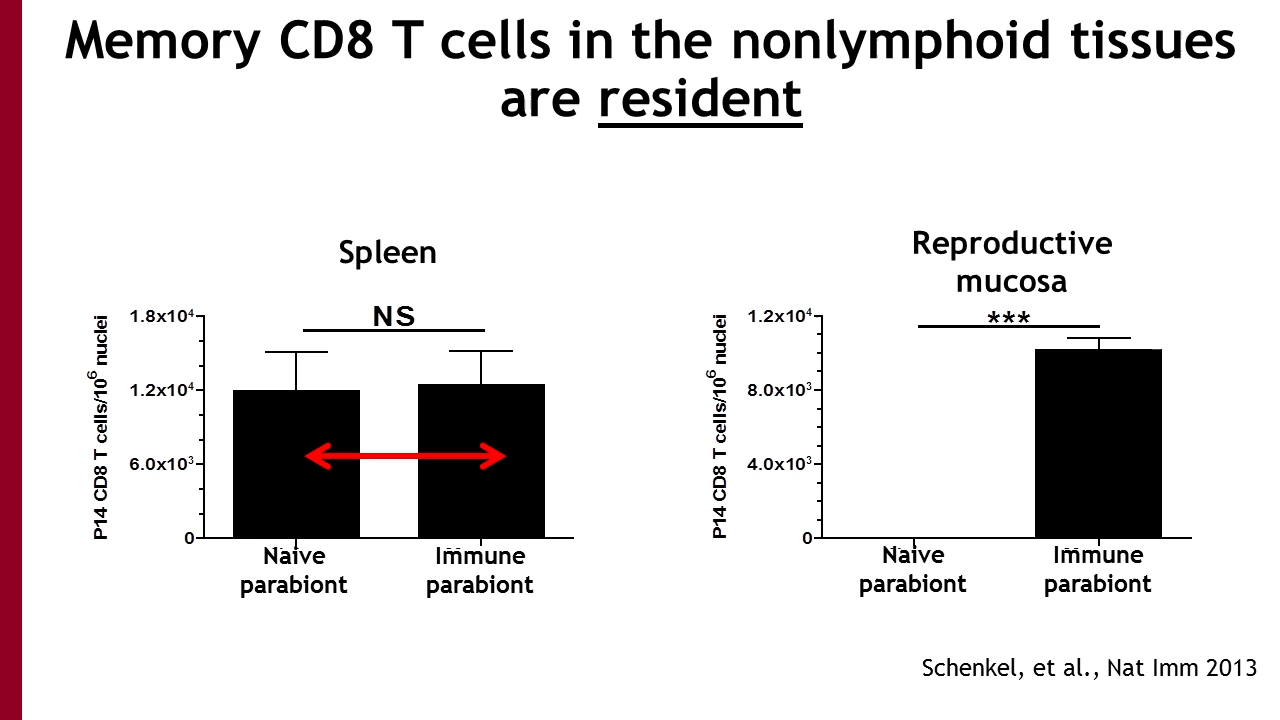 Memory CD8 T cells in the nonlymphoid tissues
are resident
Spleen
NS
P14 CD8 T cells/10⁶ nuclei
1.8x10⁴
1.2x10⁴
6.0x10³
0
Naive
parabiont
Immune
parabiont
Reproductive
mucosa
***
P14 CD8 T cells/10⁶ nuclei
1.2x10⁴
8.0x10³
4.0x10³
0
Naive
parabiont
Immune
parabiont
Schenkel, et al., Nat Imm 2013